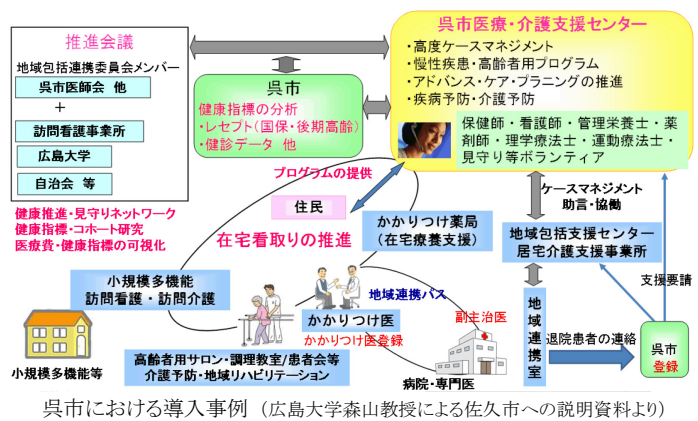 推進会議
地域包括連携委員会メンバー
呉市医師会 他
＋
訪問看護事業所
広島大学
自治会 等
健康推進・見守りネットワーク
健康指標・コホート研究
医療費・健康指標の可視化
呉市
健康指標の分析
・レセプト（国保・後期高齢）
・健診データ 他
呉市医療・介護支援センター
・高度ケースマネジメント
・慢性疾患・高齢者用プログラム
・アドバンス・ケア・プラニングの推進
・疾病予防・介護予防
保健師・看護師・管理栄養士・薬
剤師・理学療法士・運動療法士・
見守り等ボランティア
プログラムの提供
住民
在宅看取りの推進
かかりつけ薬局
（在宅療養支援）
ケースマネジメント
助言・協働
地域包括支援センター
居宅介護支援事業所
支援要請
小規模多機能
訪問看護・訪問介護
地域連携パス
かかりつけ医
かかりつけ医登録
副主治医
病院・専門医
地域連携室
退院患者の連絡
呉市
登録
小規模多機能等
高齢者用サロン・調理教室/患者会等
介護予防・地域リハビリテーション
呉市における導入事例 （広島大学森山教授による佐久市への説明資料より）